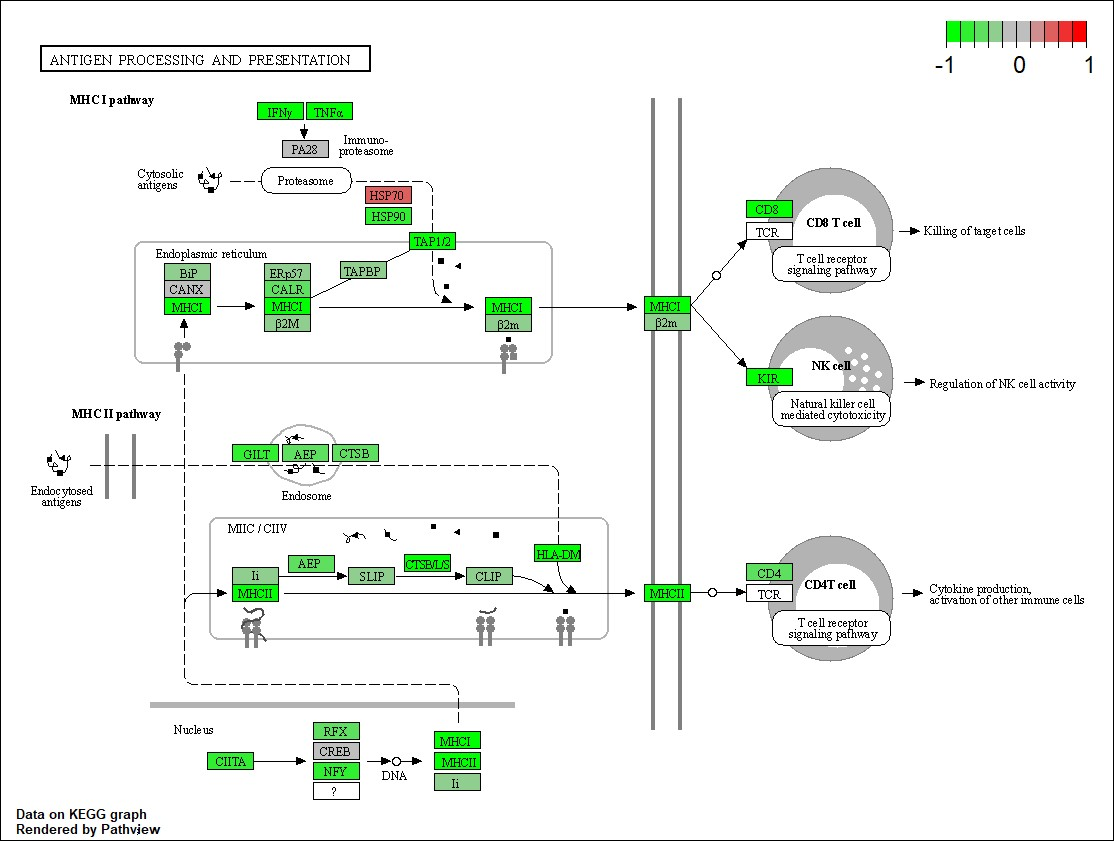 -1 0 1
ANTIGEN PROCESSING AND PRESENTATION
MHC I pathway
IFNγ TNFα
PA28
Immuno-
proteasome
Cytosolic
antigens
Proteasome
HSP70
HSP90
TAP1/2
Endoplasmic reticulum
BiP
CANX
MHCI
ERp57
CALR
MHCI
β2M
TAPBP
MHCI
β2m
MHCI
β2m
CD8
TCR
CD8 T cell
T cell receptor
signaling pathway
Killing of target cells
KIR
NK cell
Natural killer cell
mediated cytotoxicity
Regulation of NK cell activity
MHC II pathway
Endocytosed
antigens
GILT AEP CTSB
Endosome
MIIC / CIIV
Ii
MHCII
AEP
SLIP
CTSB/L/S
CLIP
HLA-DM
MHCII
CD4
TCR
CD4T cell
T cell receptor
signaling pathway
Cytokine production,
activation of other immune cells
Nucleus
CIITA
RFX
CREB
NFY
?
DNA
MHCI
MHCII
Ii
Data on KEGG graph
Rendered by Pathview